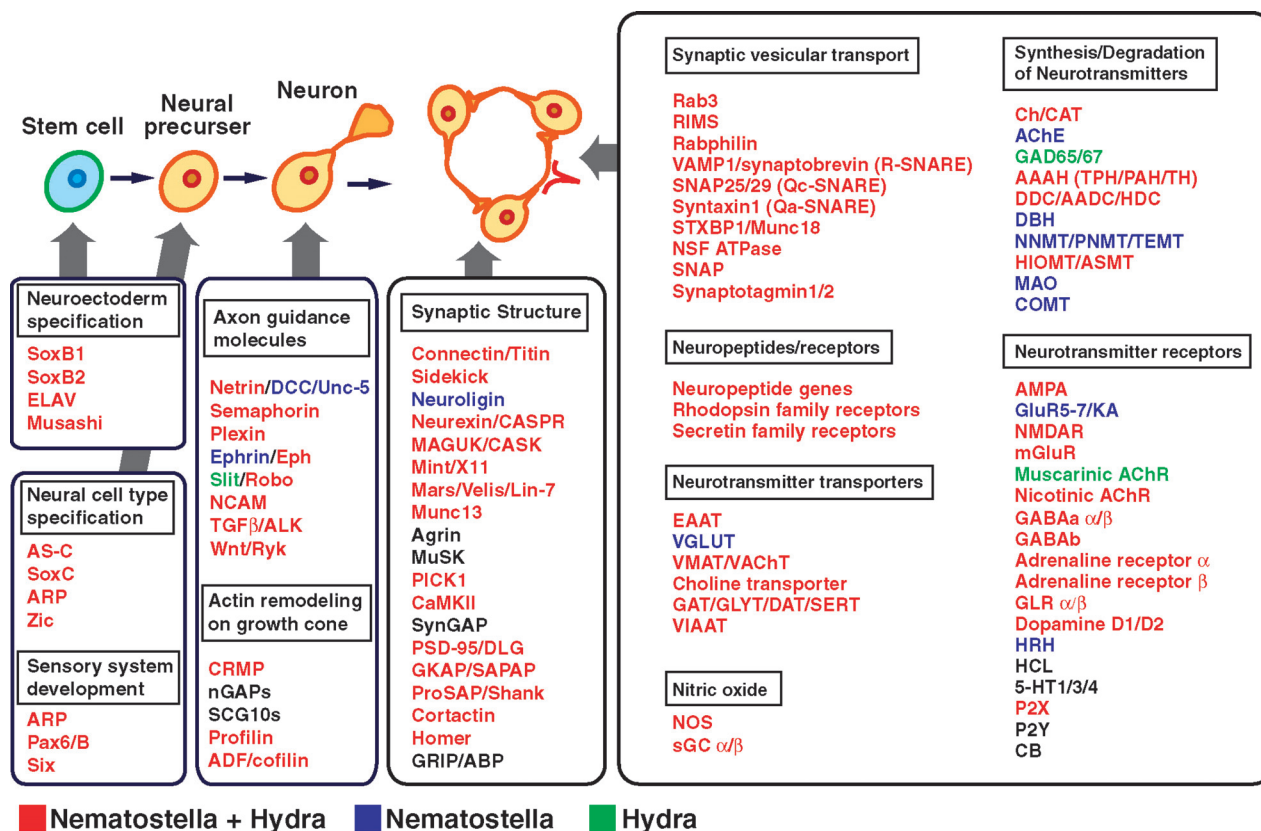 Stem cell
Neural
precurser
Neuron
Neuroectoderm
specification
SoxB1
SoxB2
ELAV
Musashi
Neural cell type
specification
AS-C
SoxC
ARP
Zic
Sensory system
development
ARP
Pax6/B
Six
Axon guidance
molecules
Netrin/DCC/Unc-5
Semaphorin
Plexin
Ephrin/Eph
Slit/Robo
NCAM
TGFβ/ALK
Wnt/Ryk
Actin remodeling
on growth cone
CRMP
nGAPs
SCG10s
Profilin
ADF/cofilin
Synaptic Structure
Connectin/Titin
Sidekick
Neuroligin
Neurexin/CASPR
MAGUK/CASK
Mint/X11
Mars/Velis/Lin-7
Munc13
Agrin
MuSK
PICK1
CaMKII
SynGAP
PSD-95/DLG
GKAP/SAPAP
ProSAP/Shank
Cortactin
Homer
GRIP/ABP
Synaptic vesicular transport
Rab3
RIMS
Rabphilin
VAMP1/synaptobrevin (R-SNARE)
SNAP25/29 (Qc-SNARE)
Syntaxin1 (Qa-SNARE)
STXBP1/Munc18
NSF ATPase
SNAP
Synaptotagmin1/2
Neuropeptides/receptors
Neuropeptide genes
Rhodopsin family receptors
Secretin family receptors
Neurotransmitter transporters
EAAT
VGLUT
VMAT/VAChT
Choline transporter
GAT/GLYT/DAT/SERT
VIAAT
Nitric oxide
NOS
sGC α/β
Synthesis/Degradation
of Neurotransmitters
Ch/CAT
AChE
GAD65/67
AAAH (TPH/PAH/TH)
DDC/AADC/HDC
DBH
NNMT/PNMT/TEMT
HIOMT/ASMT
MAO
COMT
Neurotransmitter receptors
AMPA
GluR5-7/KA
NMDAR
mGluR
Muscarinic AChR
Nicotinic AChR
GABAa α/β
GABAb
Adrenaline receptor α
Adrenaline receptor β
GLR α/β
Dopamine D1/D2
HRH
HCL
5-HT1/3/4
P2X
P2Y
CB
Nematostella + Hydra
Nematostella
Hydra